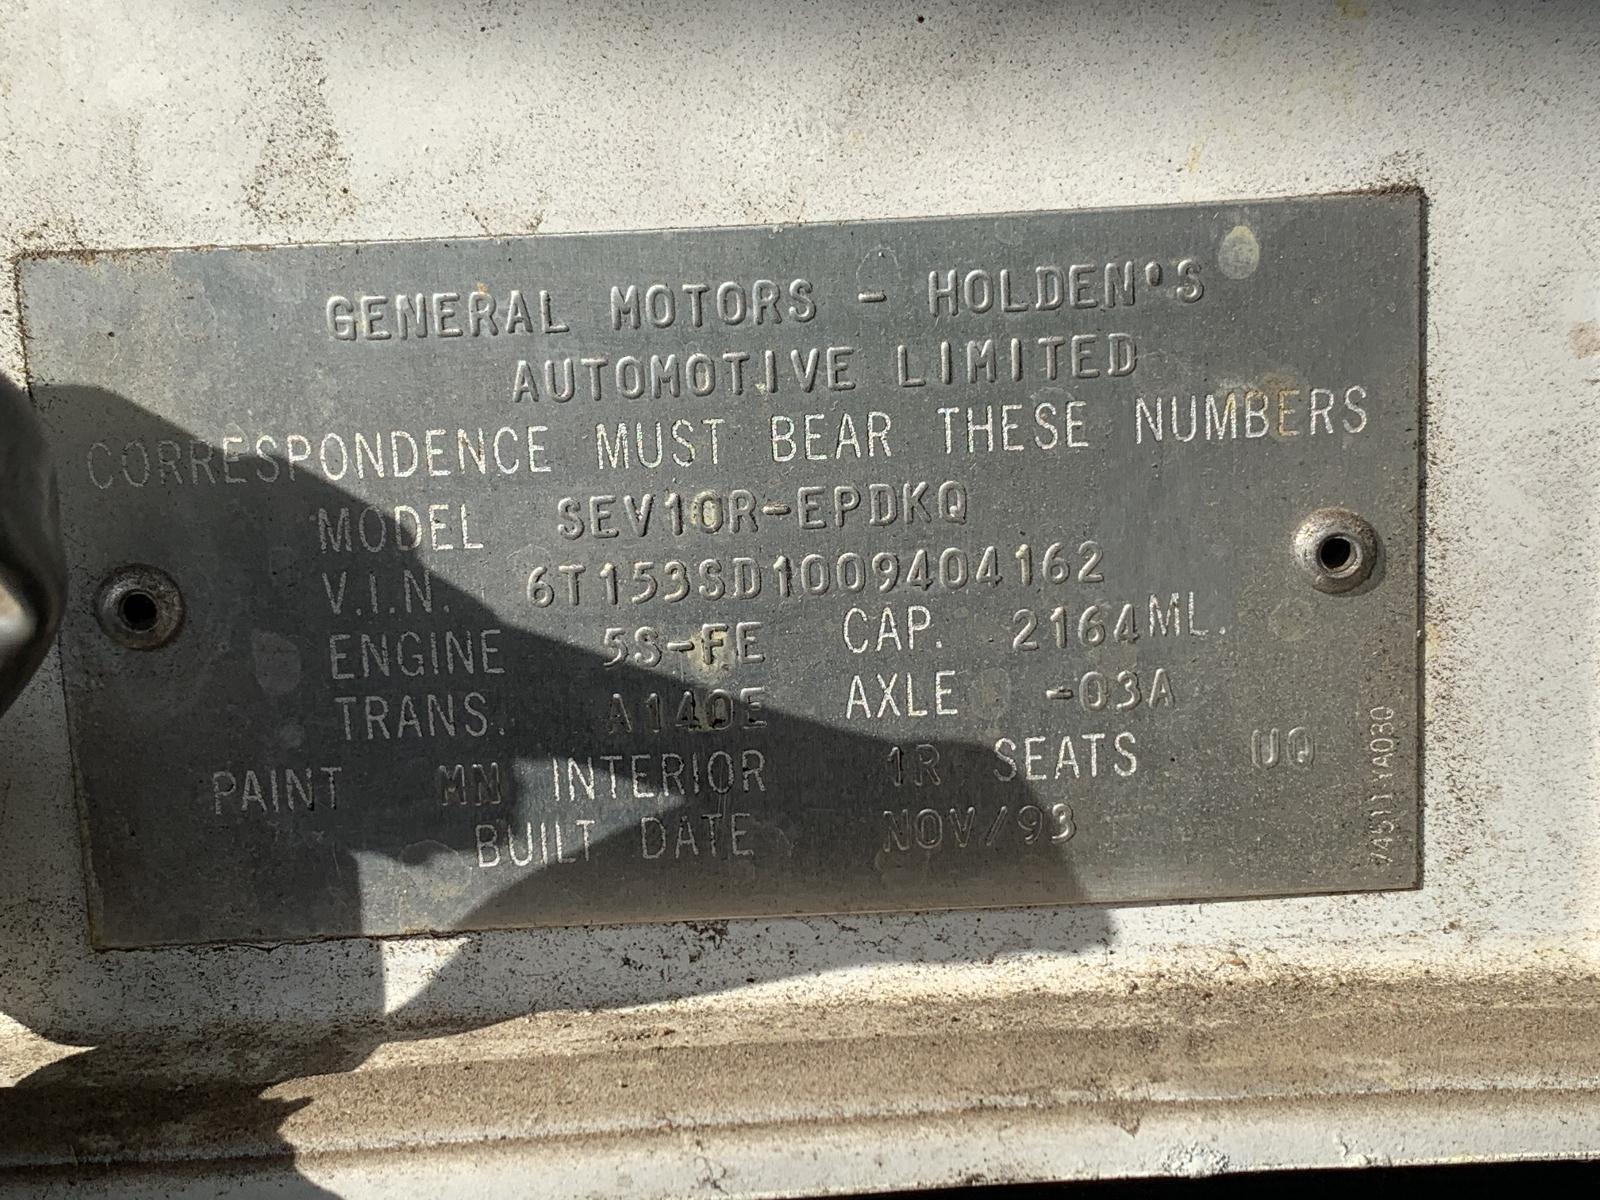 GENERAL MOTORS - HOLDEN'S
AUTOMOTIVE LIMITED
CORRESPONDENCE MUST BEAR THESE NUMBERS
MODEL SEV10R-EPDKQ
V.I.N. 6T153SD1009404162
ENGINE 5S-FE CAP. 2164ML.
TRANS. A140E AXLE -03A
PAINT MN INTERIOR 1R SEATS UQ
BUILT DATE NOV/93
74511YA030